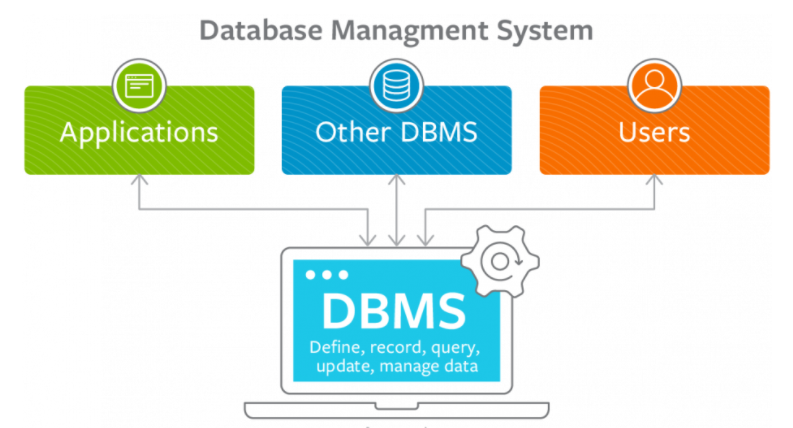 Database Managment System
Applications
Other DBMS
Users
DBMS
Define, record, query,
update, manage data